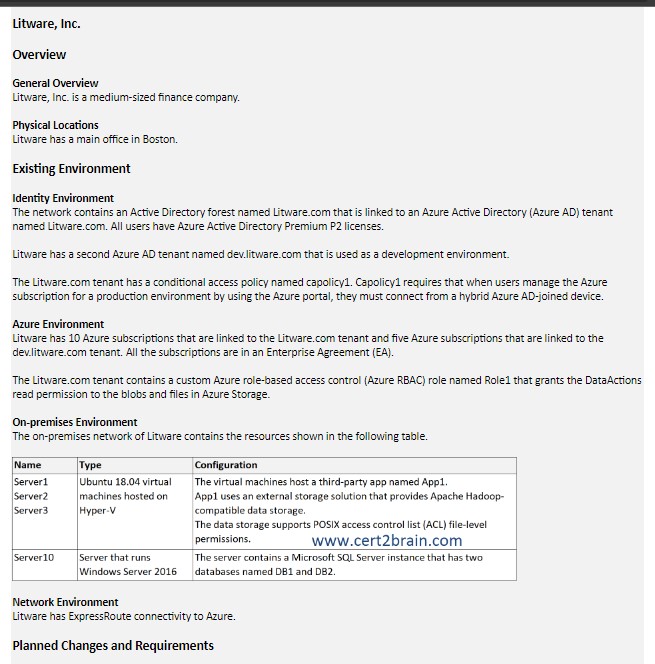 Litware, Inc.
Overview
General Overview
Litware, Inc. is a medium-sized finance company.
Physical Locations
Litware has a main office in Boston.
Existing Environment
Identity Environment
The network contains an Active Directory forest named Litware.com that is linked to an Azure Active Directory (Azure AD) tenant
named Litware.com. All users have Azure Active Directory Premium P2 licenses.
Litware has a second Azure AD tenant named dev.litware.com that is used as a development environment.
The Litware.com tenant has a conditional access policy named capolicy1. Capolicy1 requires that when users manage the Azure
subscription for a production environment by using the Azure portal, they must connect from a hybrid Azure AD-joined device.
Azure Environment
Litware has 10 Azure subscriptions that are linked to the Litware.com tenant and five Azure subscriptions that are linked to the
dev.litware.com tenant. All the subscriptions are in an Enterprise Agreement (EA).
The Litware.com tenant contains a custom Azure role-based access control (Azure RBAC) role named Role1 that grants the DataActions
read permission to the blobs and files in Azure Storage.
On-premises Environment
The on-premises network of Litware contains the resources shown in the following table.
Name Type Configuration
Server1 Ubuntu 18.04 virtual The virtual machines host a third-party app named App1.
Server2 machines hosted on App1 uses an external storage solution that provides Apache Hadoop-
Server3 Hyper-V compatible data storage.
The data storage supports POSIX access control list (ACL) file-level
permissions. www.cert2brain.com
Server10 Server that runs The server contains a Microsoft SQL Server instance that has two
Windows Server 2016 databases named DB1 and DB2.
Network Environment
Litware has ExpressRoute connectivity to Azure.
Planned Changes and Requirements